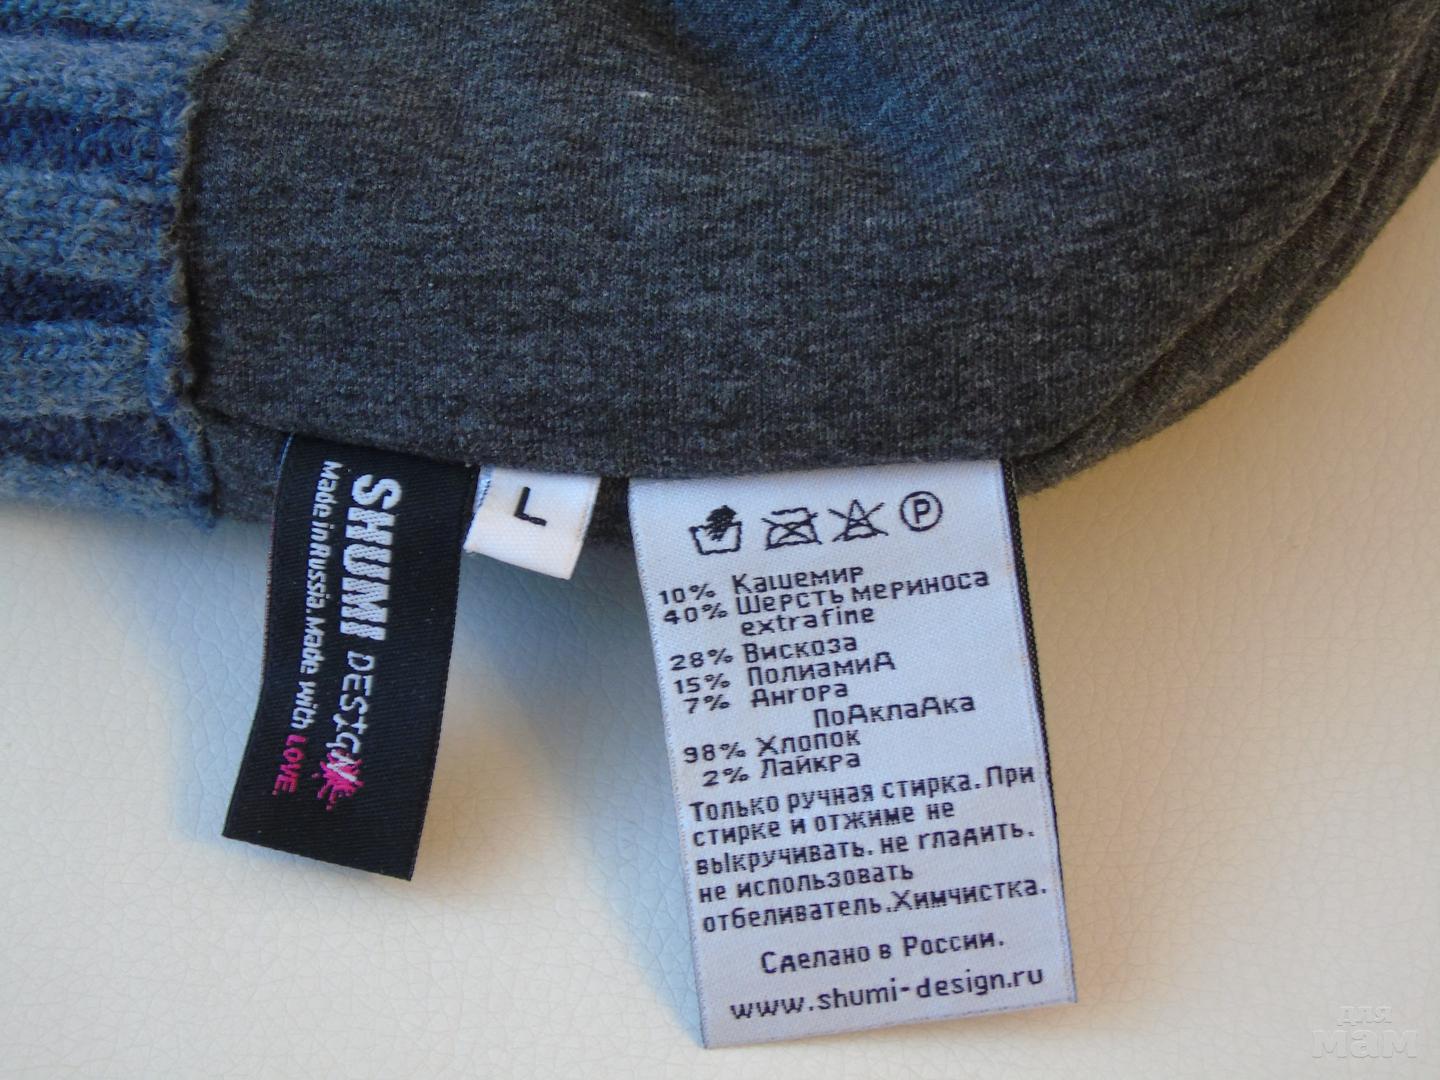 SHUMI DESIGN
Made in Russia. Made with LOVE.
L
P
10% Кашемир
40% Шерсть мериноса
extrafine
28% Вискоза
15% Полиамид
7% Ангора
Подкладка
98% Хлопок
2% Лайкра
Только ручная стирка. При
стирке и отжиме не
выкручивать. не гладить.
не использовать
отбеливатель.Химчистка.
Сделано в России.
www.shumi-design.ru
для
мам